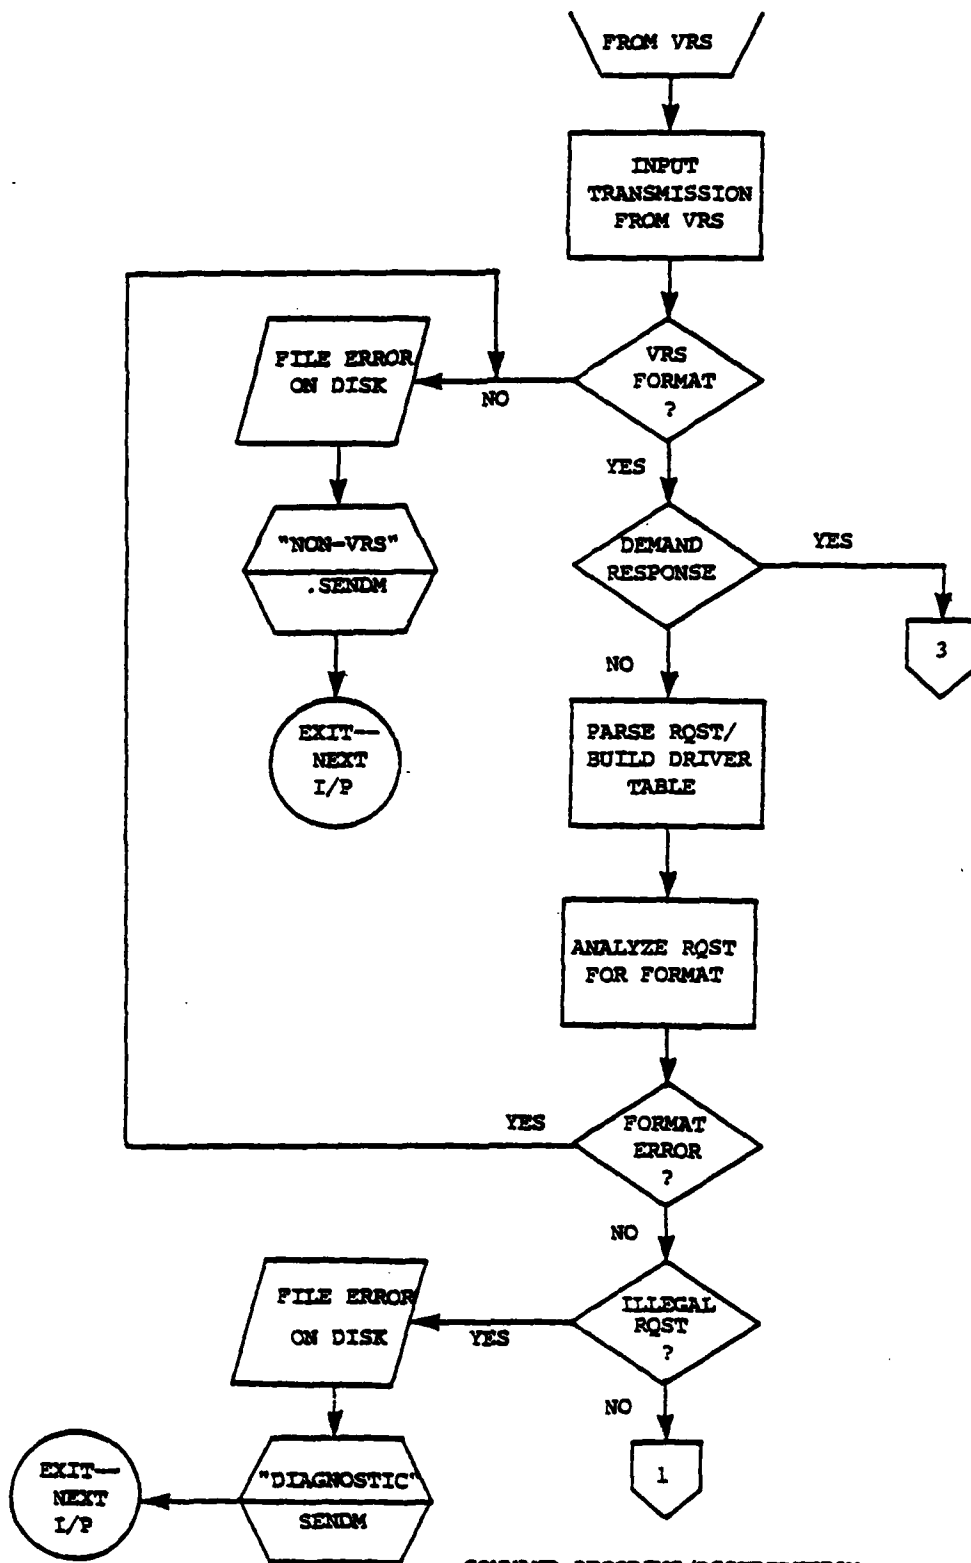 FROM VRS
INPUT
TRANSMISSION
FROM VRS
VRS
FORMAT
?
NO
FILE ERROR
ON DISK
YES
"NON-VRS"
.SENDM
DEMAND
RESPONSE
YES
3
NO
EXIT--
NEXT
I/P
PARSE RQST/
BUILD DRIVER
TABLE
ANALYZE RQST
FOR FORMAT
YES
FORMAT
ERROR
?
NO
FILE ERROR
ON DISK
YES
ILLEGAL
RQST
?
NO
1
EXIT--
NEXT
I/P
"DIAGNOSTIC"
SENDM